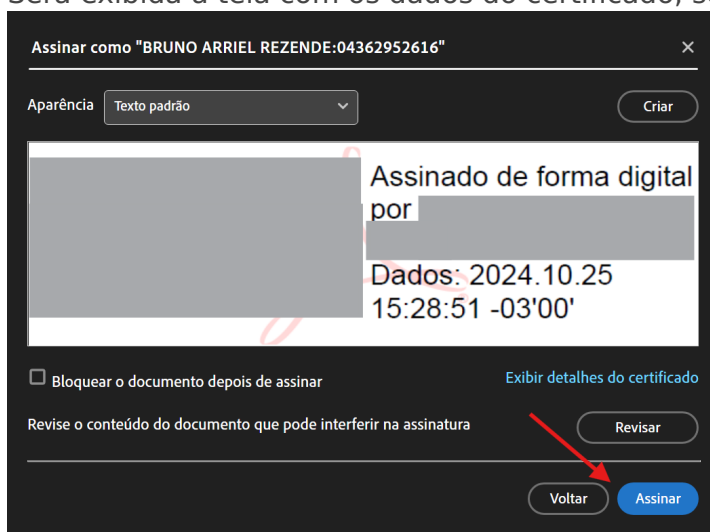 Será exibida a tela com os dados do certificado, s
Assinar como "BRUNO ARRIEL REZENDE:04362952616"
Aparência Texto padrão Criar
Assinado de forma digital
por
Dados: 2024.10.25
15:28:51 -03'00'
Bloquear o documento depois de assinar Exibir detalhes do certificado
Revise o conteúdo do documento que pode interferir na assinatura Revisar
Voltar Assinar